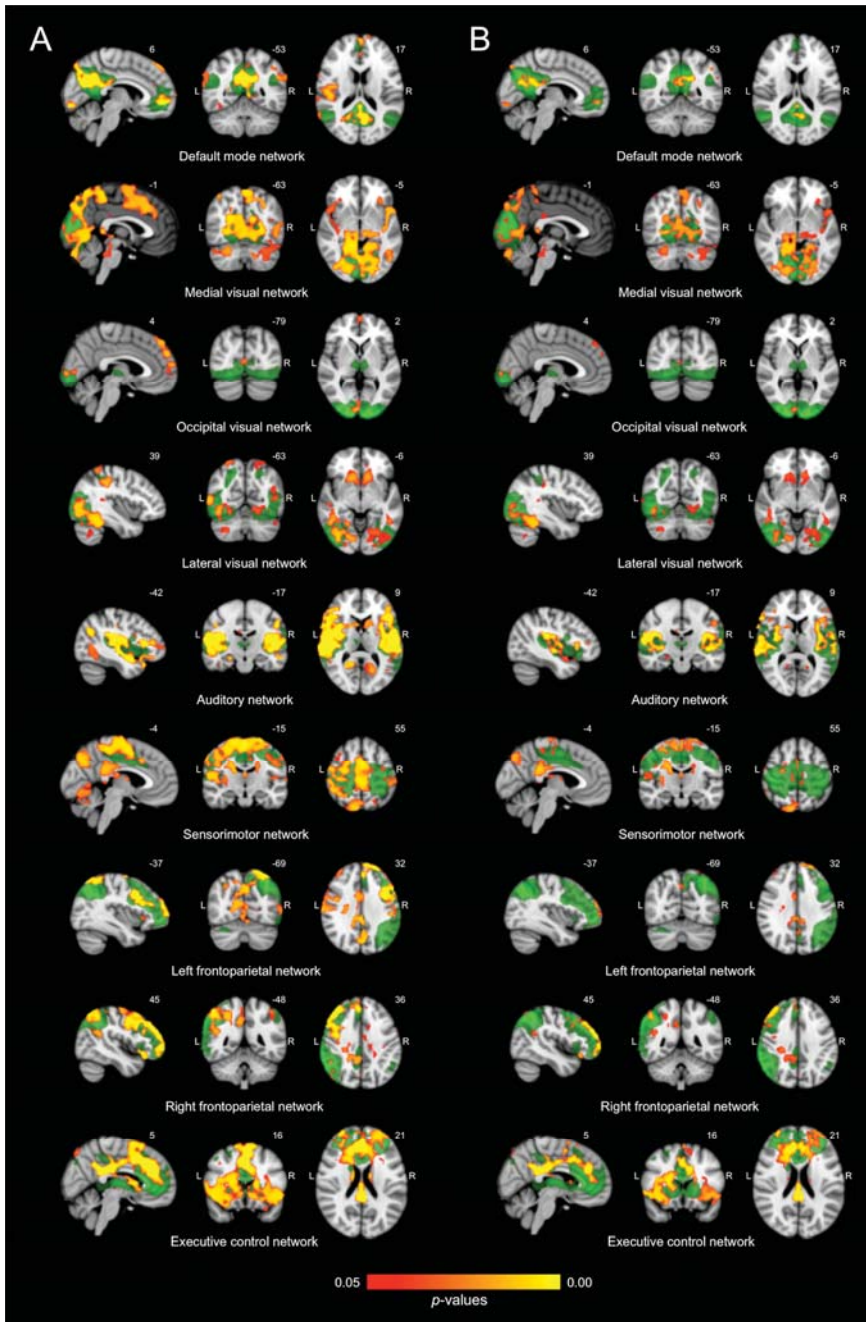 A
B
6 -53 17
L R L R
Default mode network
6 -53 17
L R L R
Default mode network
-1 -63 -5
L R L R
Medial visual network
-1 -63 -5
L R L R
Medial visual network
4 -79 2
L R L R
Occipital visual network
4 -79 2
L R L R
Occipital visual network
39 -63 -6
L R L R
Lateral visual network
39 -63 -6
L R L R
Lateral visual network
-42 -17 9
L R L R
Auditory network
-42 -17 9
L R L R
Auditory network
-4 -15 55
L R L R
Sensorimotor network
-4 -15 55
L R L R
Sensorimotor network
-37 -69 32
L R L R
Left frontoparietal network
-37 -69 32
L R L R
Left frontoparietal network
45 -48 36
L R L R
Right frontoparietal network
45 -48 36
L R L R
Right frontoparietal network
5 16 21
L R L R
Executive control network
5 16 21
L R L R
Executive control network
0.05 0.00
p-values